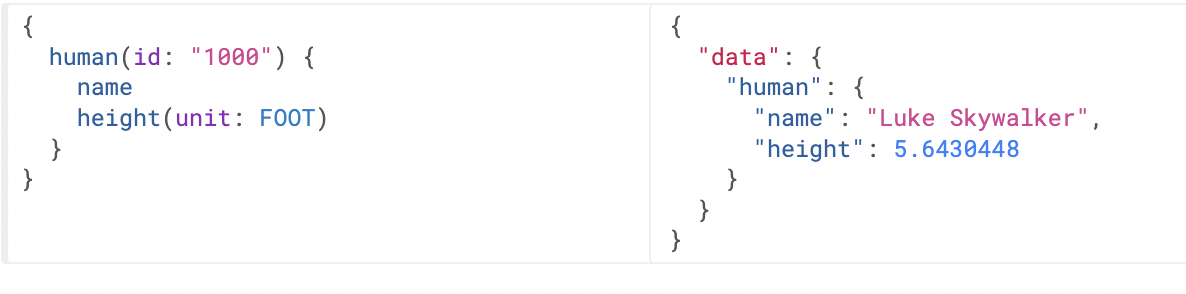 {
  human(id: "1000") {
    name
    height(unit: FOOT)
  }
}
{
  "data": {
    "human": {
      "name": "Luke Skywalker",
      "height": 5.6430448
    }
  }
}